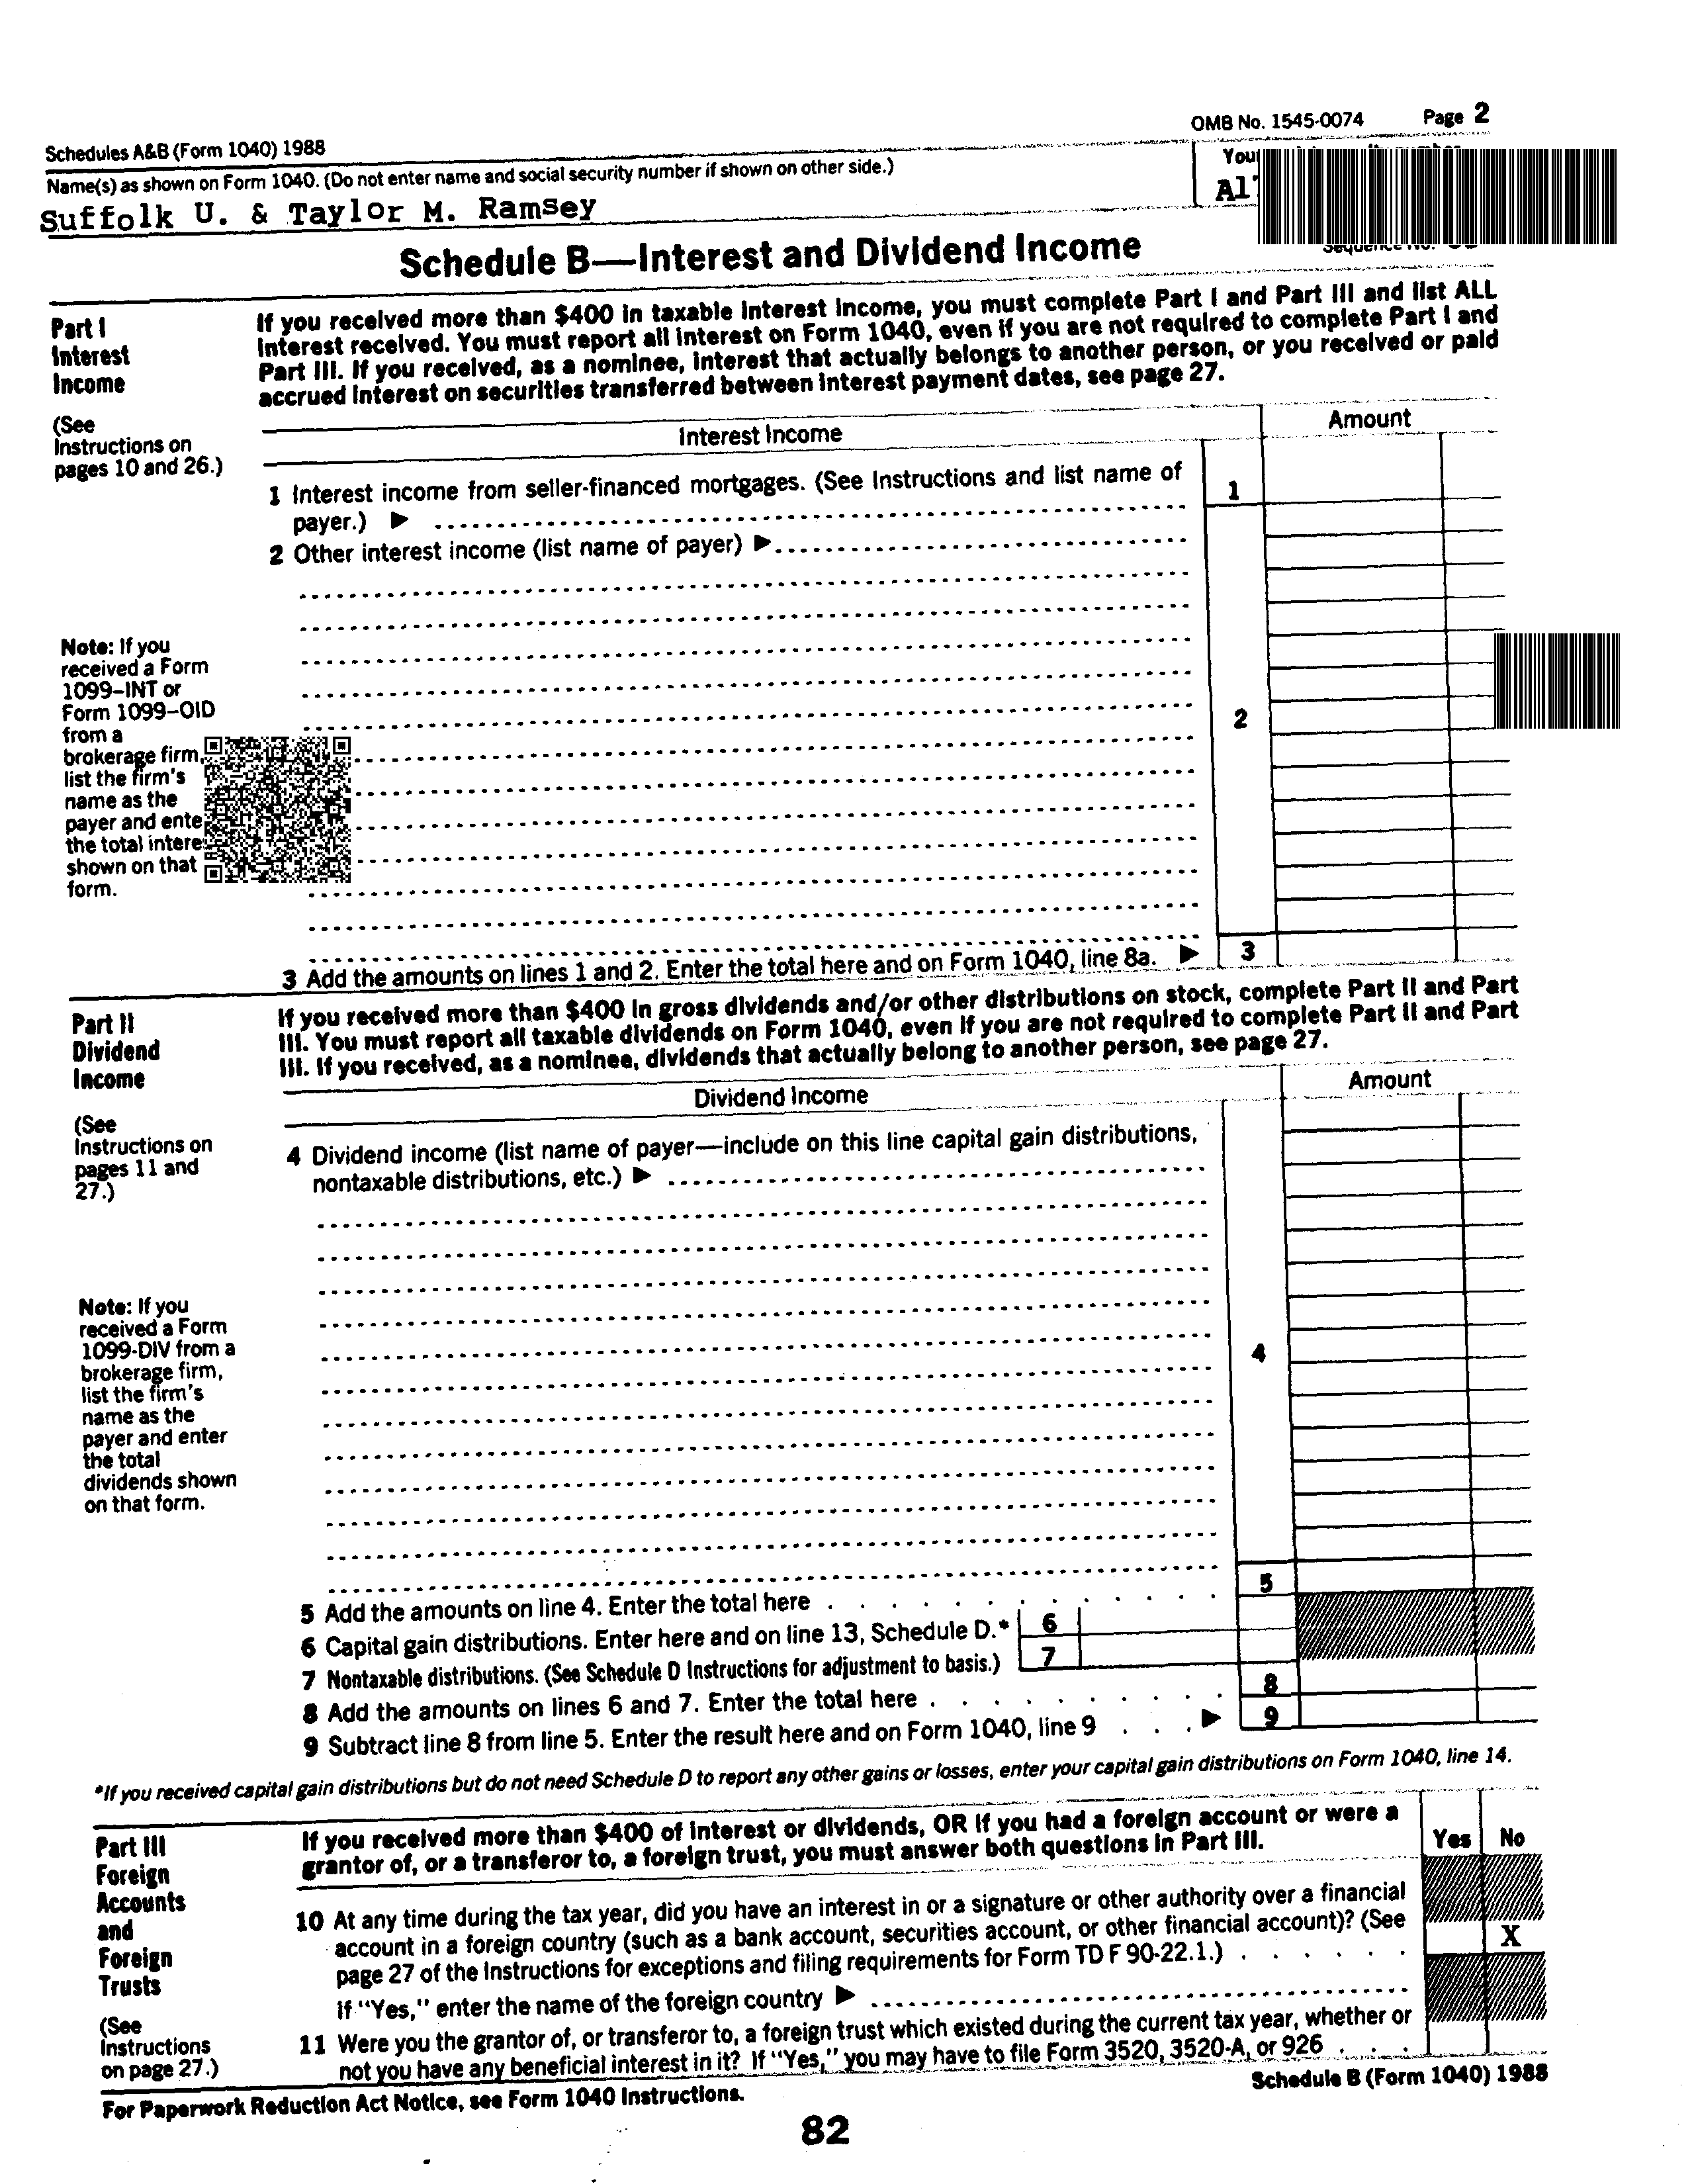 OMB No. 1545-0074 Page 2
Schedules A&B (Form 1040) 1988
Name(s) as shown on Form 1040. (Do not enter name and social security number if shown on other side.)
Suffolk U. & Taylor M. Ramsey
Schedule B—Interest and Dividend Income
Part I
Interest
Income
(See
Instructions on
pages 10 and 26.)
If you received more than $400 in taxable interest income, you must complete Part I and Part III and list ALL
interest received. You must report all interest on Form 1040, even if you are not required to complete Part I and
Part III. If you received, as a nominee, interest that actually belongs to another person, or you received or paid
accrued interest on securities transferred between interest payment dates, see page 27.
Interest Income Amount
1 Interest income from seller-financed mortgages. (See Instructions and list name of
payer.) ▶ 1
2 Other interest income (list name of payer) ▶
Note: If you
received a Form
1099–INT or
Form 1099–OID
from a
brokerage firm,
list the firm's
name as the
payer and
the total
shown on that
form.
2
3 Add the amounts on lines 1 and 2. Enter the total here and on Form 1040, line 8a. ▶ 3
Part II
Dividend
Income
(See
Instructions on
pages 11 and
27.)
If you received more than $400 in gross dividends and/or other distributions on stock, complete Part II and Part
III. You must report all taxable dividends on Form 1040, even if you are not required to complete Part II and Part
III. If you received, as a nominee, dividends that actually belong to another person, see page 27.
Dividend Income Amount
4 Dividend income (list name of payer—include on this line capital gain distributions,
nontaxable distributions, etc.) ▶
Note: If you
received a Form
1099-DIV from a
brokerage firm,
list the firm's
name as the
payer and enter
the total
dividends shown
on that form.
4
5 Add the amounts on line 4. Enter the total here 5
6 Capital gain distributions. Enter here and on line 13, Schedule D.* 6
7 Nontaxable distributions. (See Schedule D Instructions for adjustment to basis.) 7
8 Add the amounts on lines 6 and 7. Enter the total here 8
9 Subtract line 8 from line 5. Enter the result here and on Form 1040, line 9 ▶ 9
*If you received capital gain distributions but do not need Schedule D to report any other gains or losses, enter your capital gain distributions on Form 1040, line 14.
Part III
Foreign
Accounts
and
Foreign
Trusts
(See
Instructions
on page 27.)
If you received more than $400 of interest or dividends, OR if you had a foreign account or were a
grantor of, or a transferor to, a foreign trust, you must answer both questions in Part III.
Yes No
10 At any time during the tax year, did you have an interest in or a signature or other authority over a financial
account in a foreign country (such as a bank account, securities account, or other financial account)? (See
page 27 of the Instructions for exceptions and filing requirements for Form TD F 90-22.1.) X
If "Yes," enter the name of the foreign country ▶
11 Were you the grantor of, or transferor to, a foreign trust which existed during the current tax year, whether or
not you have any beneficial interest in it? If "Yes," you may have to file Form 3520, 3520-A, or 926
For Paperwork Reduction Act Notice, see Form 1040 Instructions.
Schedule B (Form 1040) 1988
82